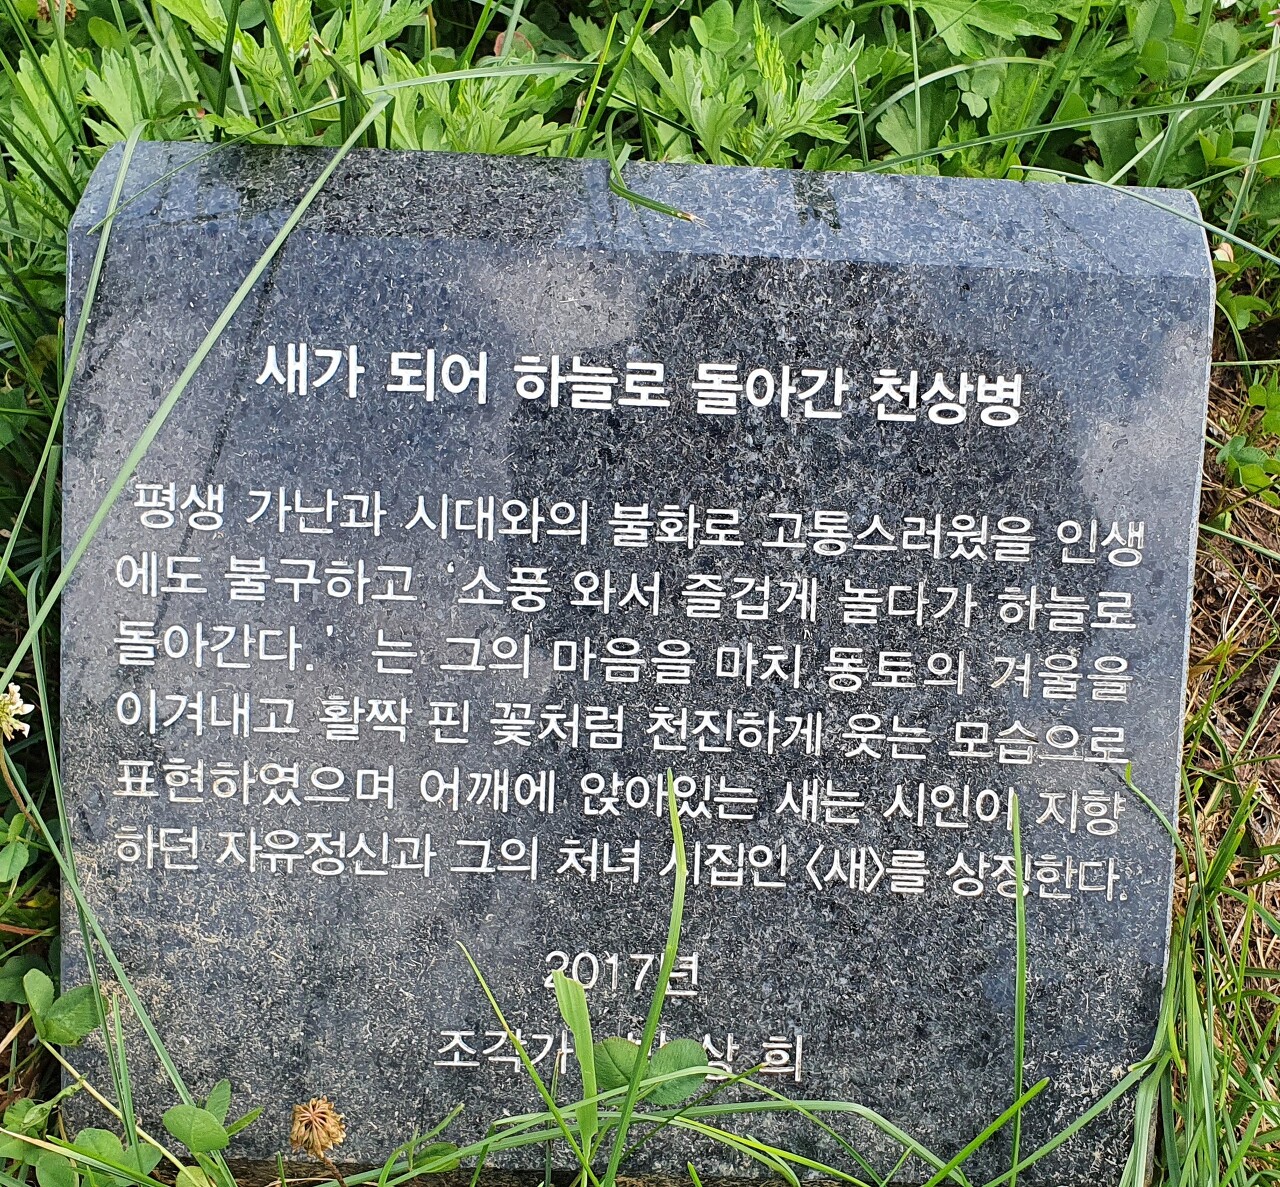 새가 되어 하늘로 돌아간 천상병
평생 가난과 시대와의 불화로 고통스러웠을 인생
에도 불구하고 '소풍 와서 즐겁게 놀다가 하늘로
돌아간다.' 는 그의 마음을 마치 동토의 겨울을
이겨내고 활짝 핀 꽃처럼 천진하게 웃는 모습으로
표현하였으며 어깨에 앉아있는 새는 시인이 지향
하던 자유정신과 그의 처녀 시집인 〈새〉를 상징한다.
2017년
조각가 상 희